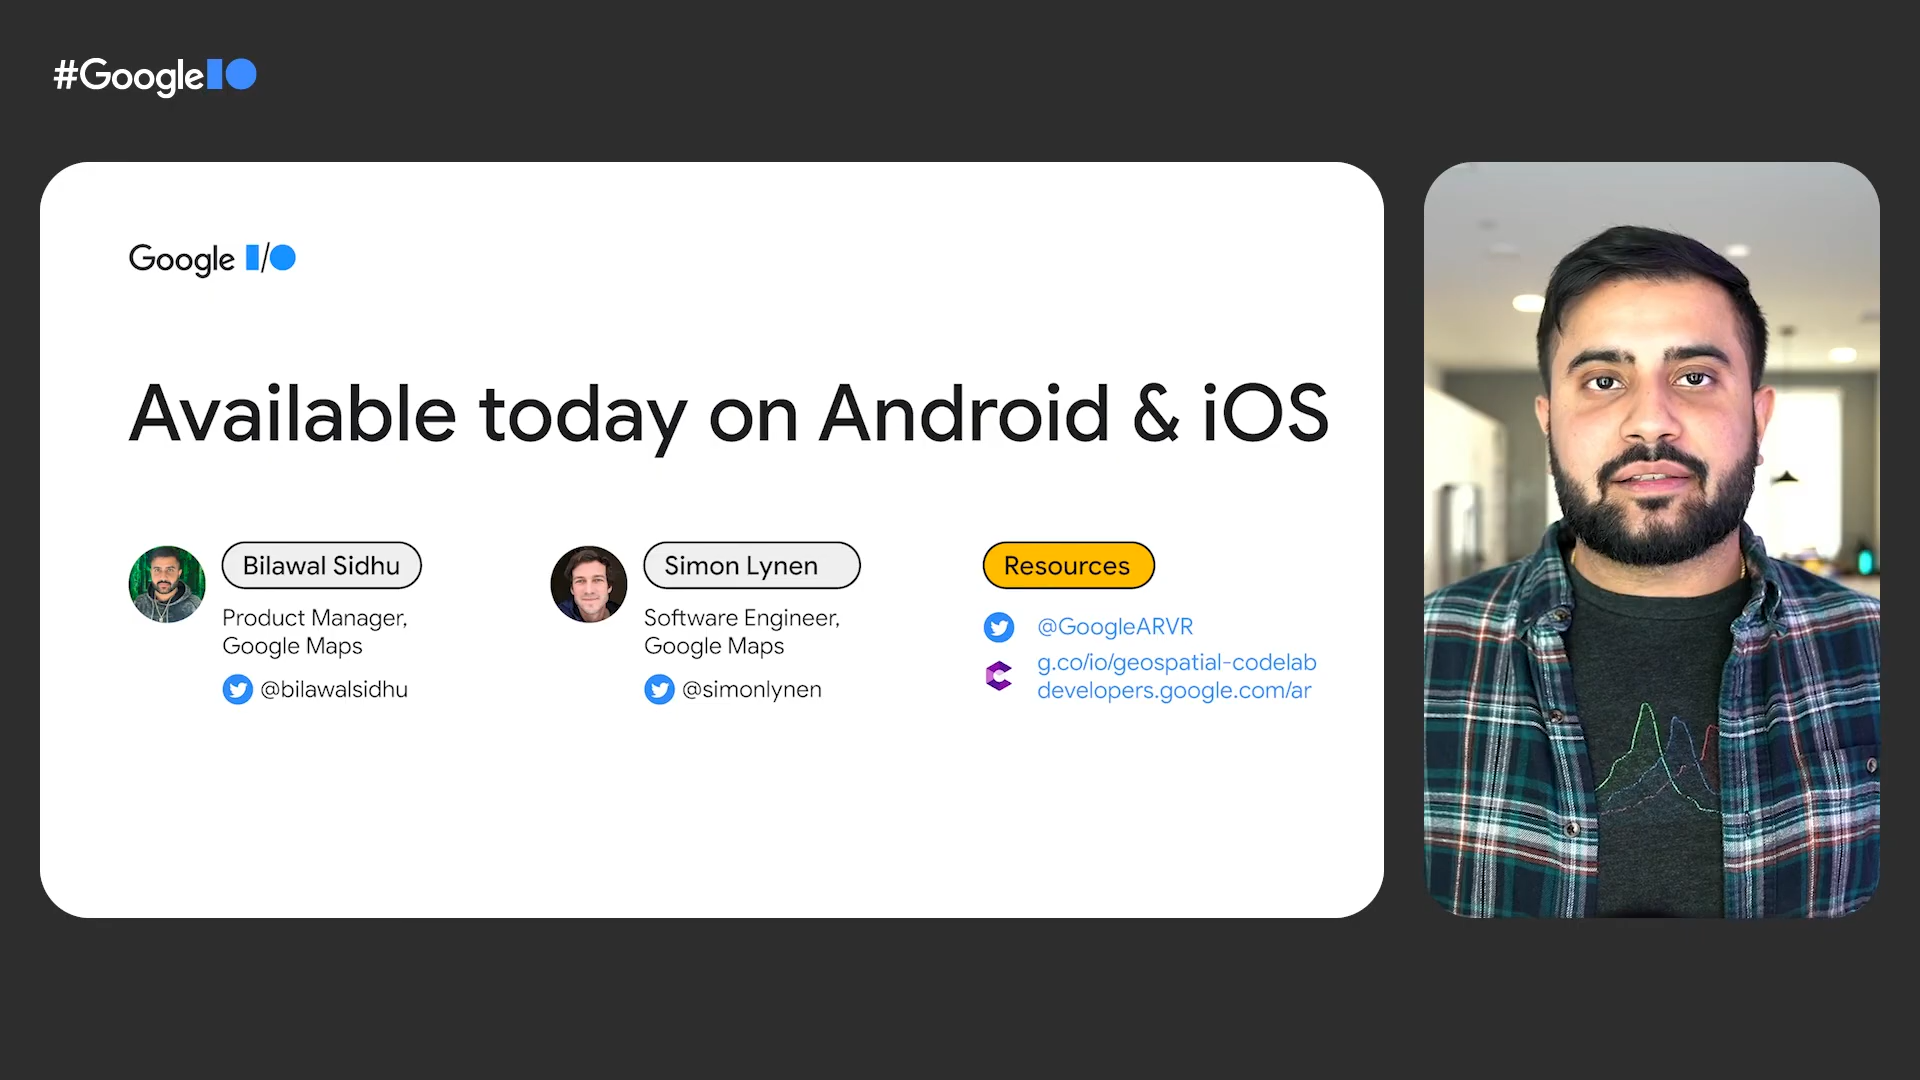 #GoogleIO
Google I/O
Available today on Android & iOS
Bilawal Sidhu
Product Manager,
Google Maps
@bilawalsidhu
Simon Lynen
Software Engineer,
Google Maps
@simonlynen
Resources
@GoogleARVR
g.co/io/geospatial-codelab
developers.google.com/ar